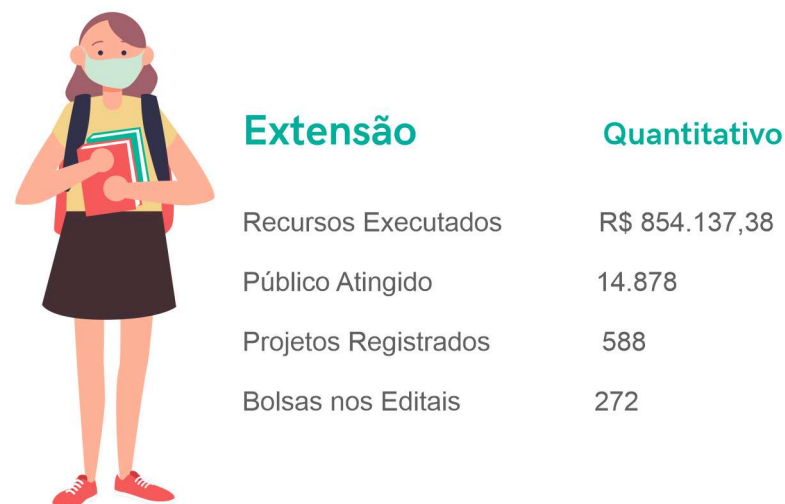 Extensão Quantitativo
Recursos Executados R$ 854.137,38
Público Atingido 14.878
Projetos Registrados 588
Bolsas nos Editais 272